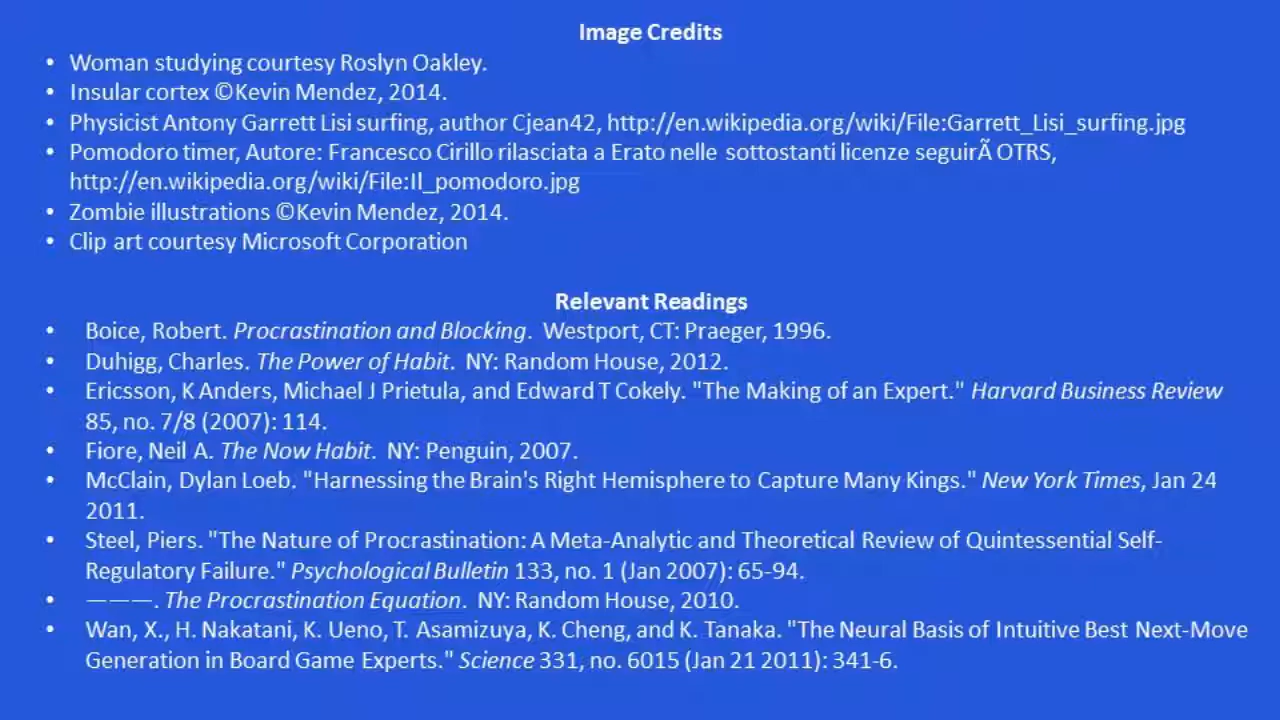 Image Credits
• Woman studying courtesy Roslyn Oakley.
• Insular cortex ©Kevin Mendez, 2014.
• Physicist Antony Garrett Lisi surfing, author Cjean42, http://en.wikipedia.org/wiki/File:Garrett_Lisi_surfing.jpg
• Pomodoro timer, Autore: Francesco Cirillo rilasciata a Erato nelle sottostanti licenze seguirÃ OTRS,
http://en.wikipedia.org/wiki/File:Il_pomodoro.jpg
• Zombie illustrations ©Kevin Mendez, 2014.
• Clip art courtesy Microsoft Corporation
Relevant Readings
• Boice, Robert. Procrastination and Blocking. Westport, CT: Praeger, 1996.
• Duhigg, Charles. The Power of Habit. NY: Random House, 2012.
• Ericsson, K Anders, Michael J Prietula, and Edward T Cokely. "The Making of an Expert." Harvard Business Review
85, no. 7/8 (2007): 114.
• Fiore, Neil A. The Now Habit. NY: Penguin, 2007.
• McClain, Dylan Loeb. "Harnessing the Brain's Right Hemisphere to Capture Many Kings." New York Times, Jan 24
2011.
• Steel, Piers. "The Nature of Procrastination: A Meta-Analytic and Theoretical Review of Quintessential Self-
Regulatory Failure." Psychological Bulletin 133, no. 1 (Jan 2007): 65-94.
• ———. The Procrastination Equation. NY: Random House, 2010.
• Wan, X., H. Nakatani, K. Ueno, T. Asamizuya, K. Cheng, and K. Tanaka. "The Neural Basis of Intuitive Best Next-Move
Generation in Board Game Experts." Science 331, no. 6015 (Jan 21 2011): 341-6.